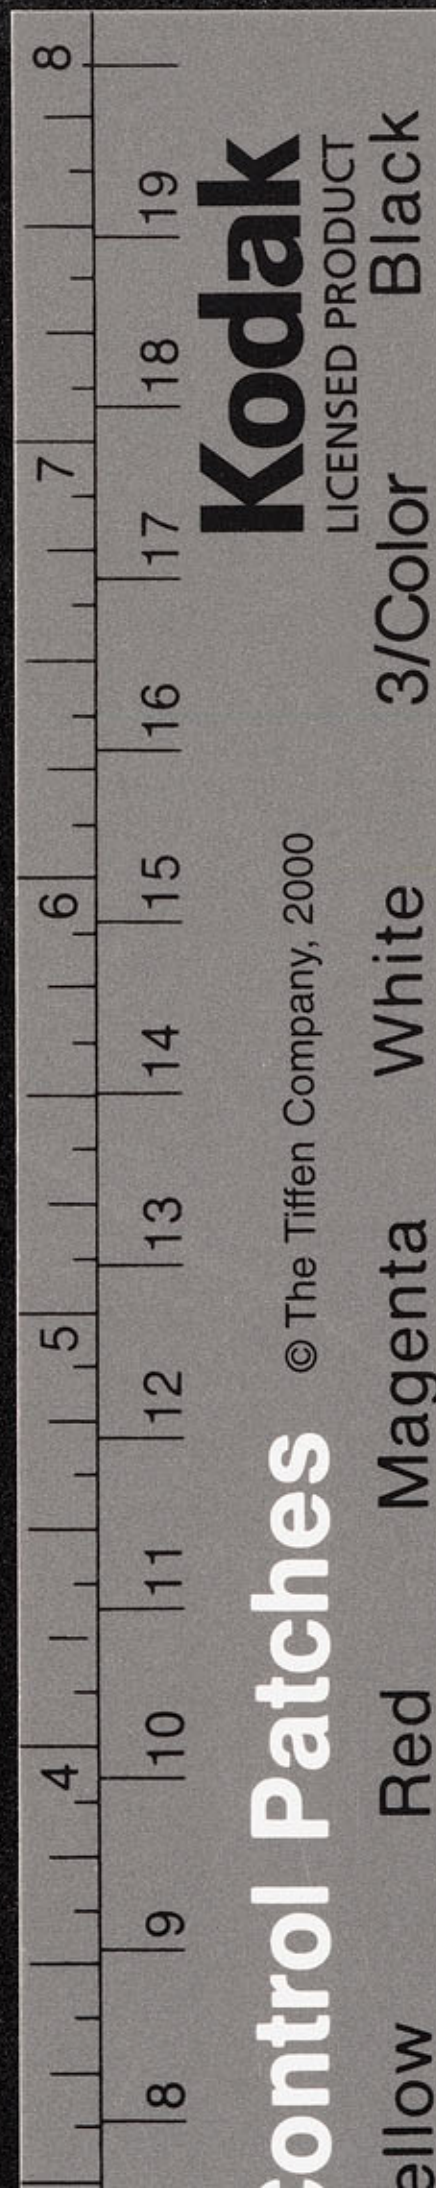 4 5 6 7 8
8 9 10 11 12 13 14 15 16 17 18 19
Control Patches © The Tiffen Company, 2000 Kodak
LICENSED PRODUCT
ellow Red Magenta White 3/Color Black